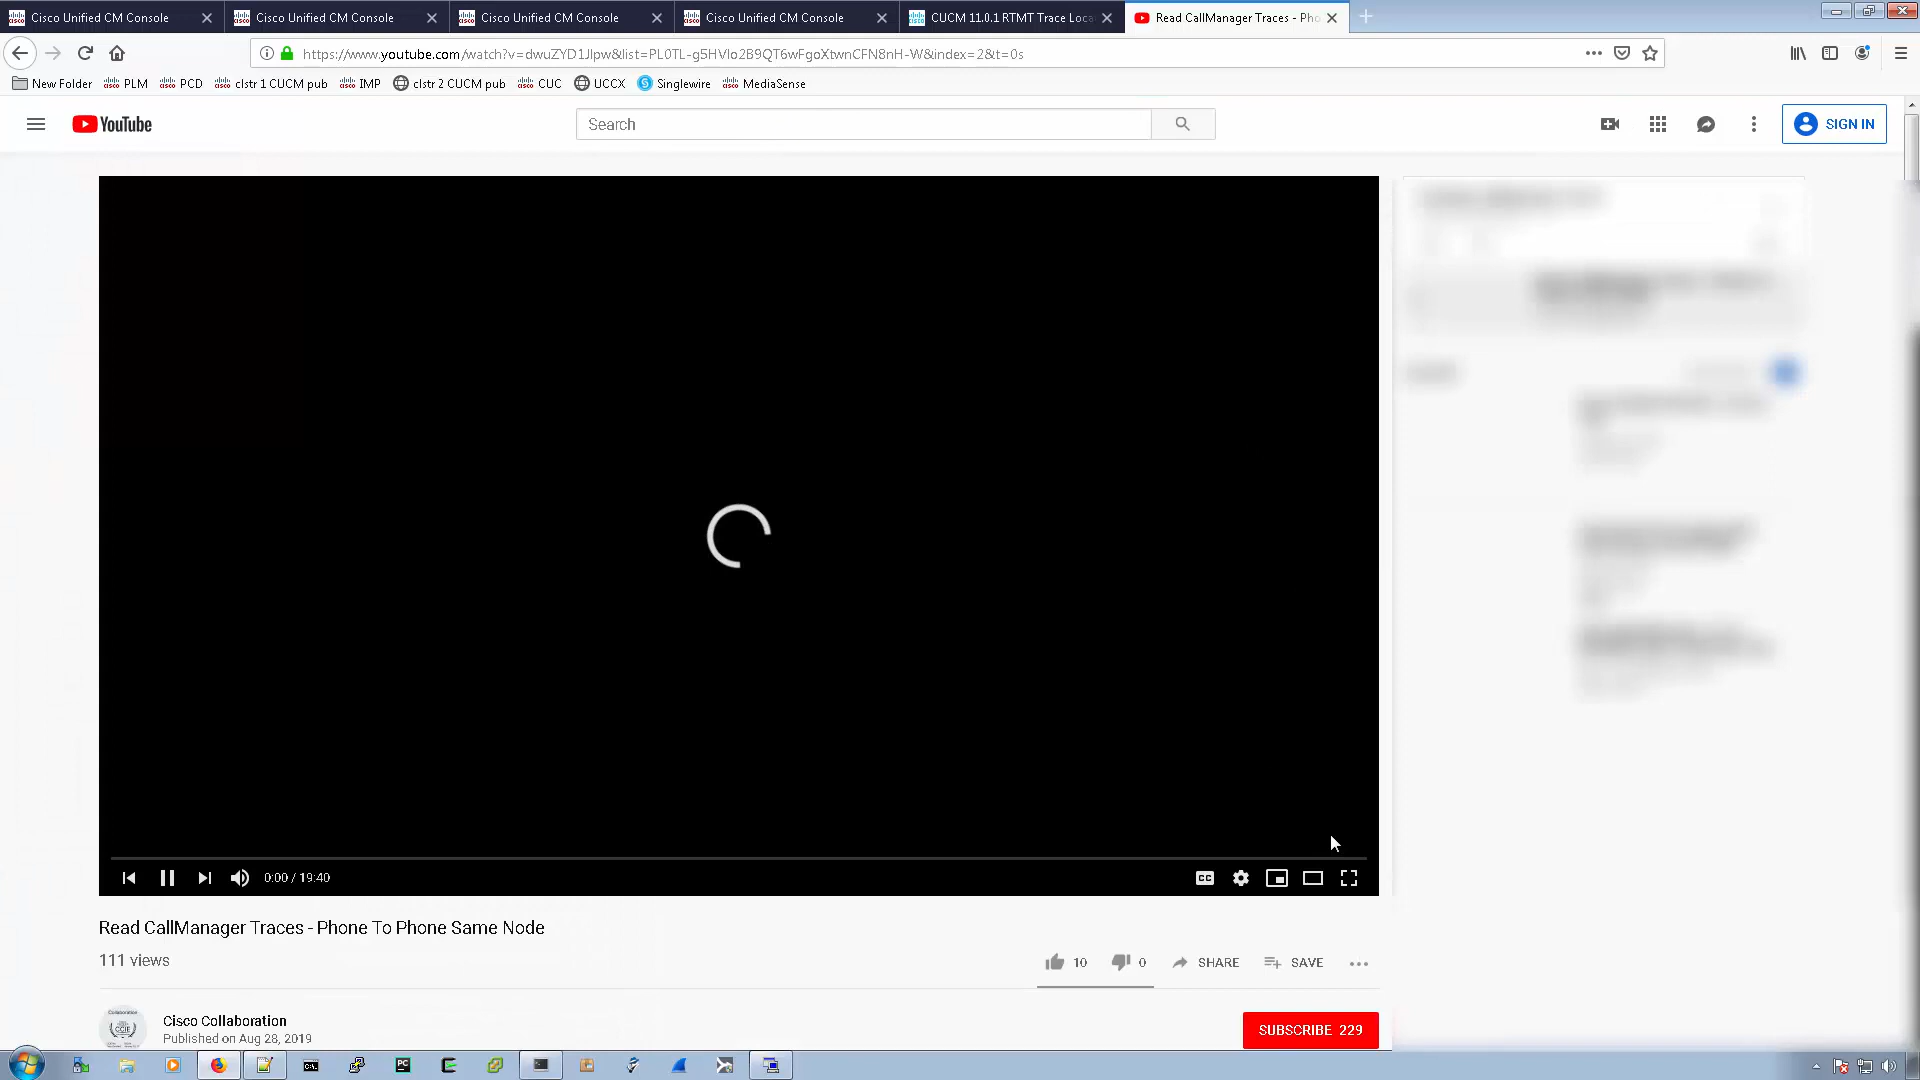 Cisco Unified CM Console
Cisco Unified CM Console
Cisco Unified CM Console
Cisco Unified CM Console
CUCM 11.0.1 RTMT Trace Loca
Read CallManager Traces - Pho
https://www.youtube.com/watch?v=dwuZYD1JIpw&list=PL0TL-g5HVIo2B9QT6wFgoXtwnCFN8nH-W&index=2&t=0s
New Folder
PLM
PCD
clstr 1 CUCM pub
IMP
clstr 2 CUCM pub
CUC
UCCX
Singlewire
MediaSense
YouTube
Search
SIGN IN
0:00 / 19:40
CC
Read CallManager Traces - Phone To Phone Same Node
111 views
10
0
SHARE
SAVE
Cisco Collaboration
Published on Aug 28, 2019
SUBSCRIBE 229